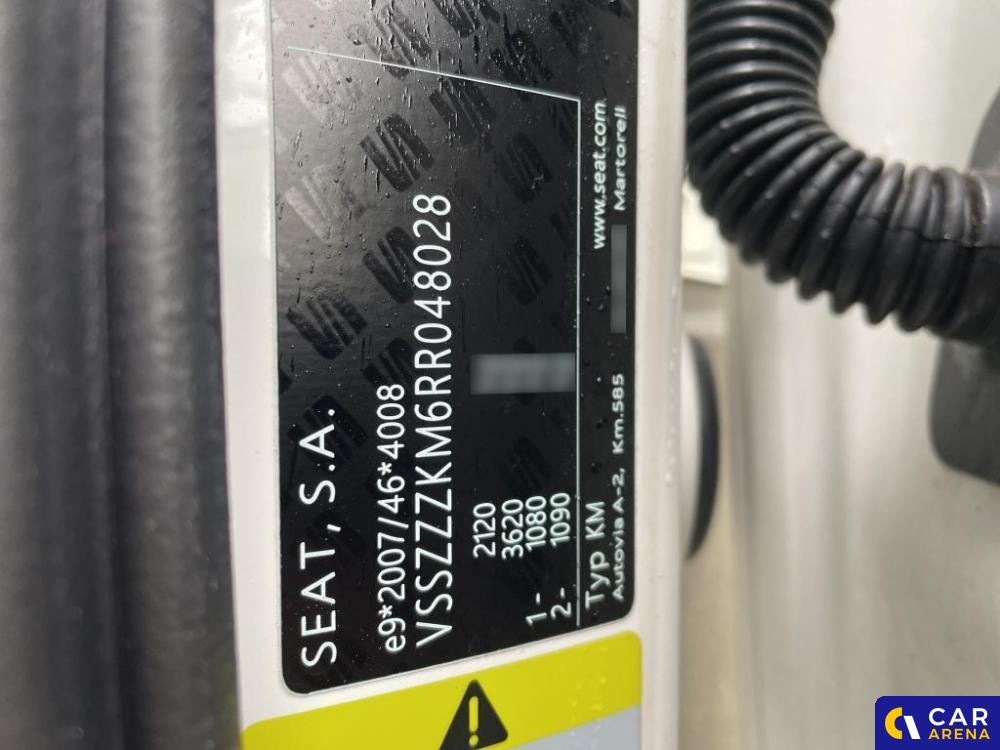 SEAT, S.A.
e9*2007/46*4008
VSSZZZKM6RR048028
2120
3620
1- 1080
2- 1090
Typ KM www.seat.com
Autovia A-2, Km.585 Martorell
CAR
ARENA